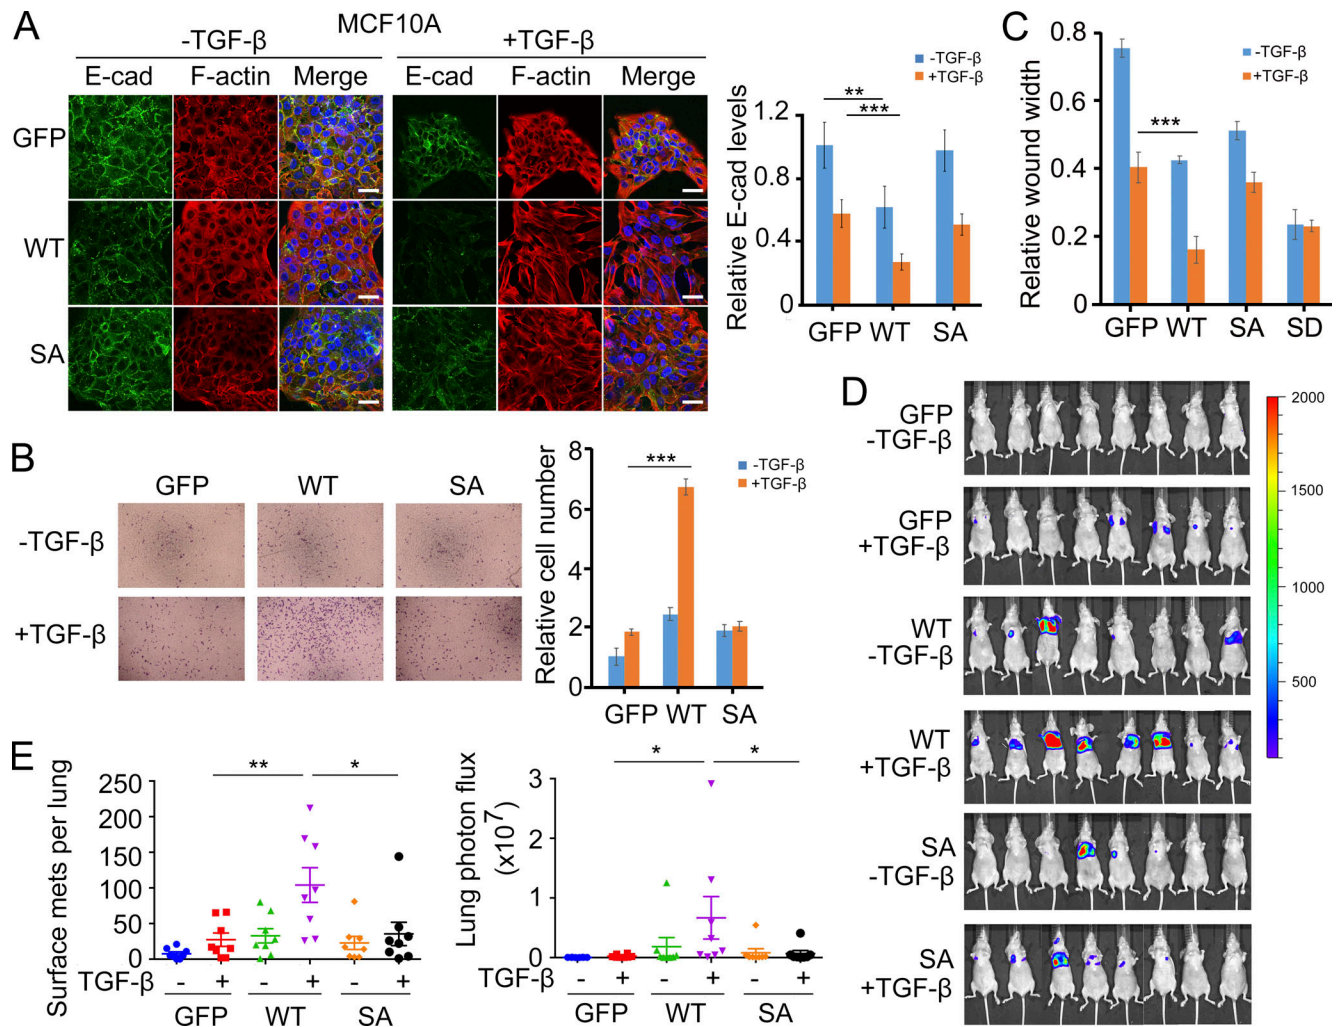 A
MCF10A
-TGF-β
+TGF-β
E-cad F-actin Merge E-cad F-actin Merge
GFP
WT
SA
Relative E-cad levels
-TGF-β
+TGF-β
** 
***
1.2
0.8
0.4
0
GFP WT SA
C
Relative wound width
-TGF-β
+TGF-β
***
0.8
0.6
0.4
0.2
0
GFP WT SA SD
B
GFP WT SA
-TGF-β
+TGF-β
Relative cell number
***
-TGF-β
+TGF-β
8
6
4
2
0
GFP WT SA
D
GFP
-TGF-β
GFP
+TGF-β
WT
-TGF-β
WT
+TGF-β
SA
-TGF-β
SA
+TGF-β
2000
1500
1000
500
E
Surface mets per lung
** *
250
200
150
100
50
0
TGF-β - + - + - +
GFP WT SA
Lung photon flux
(x10^7)
* *
3
2
1
0
TGF-β - + - + - +
GFP WT SA